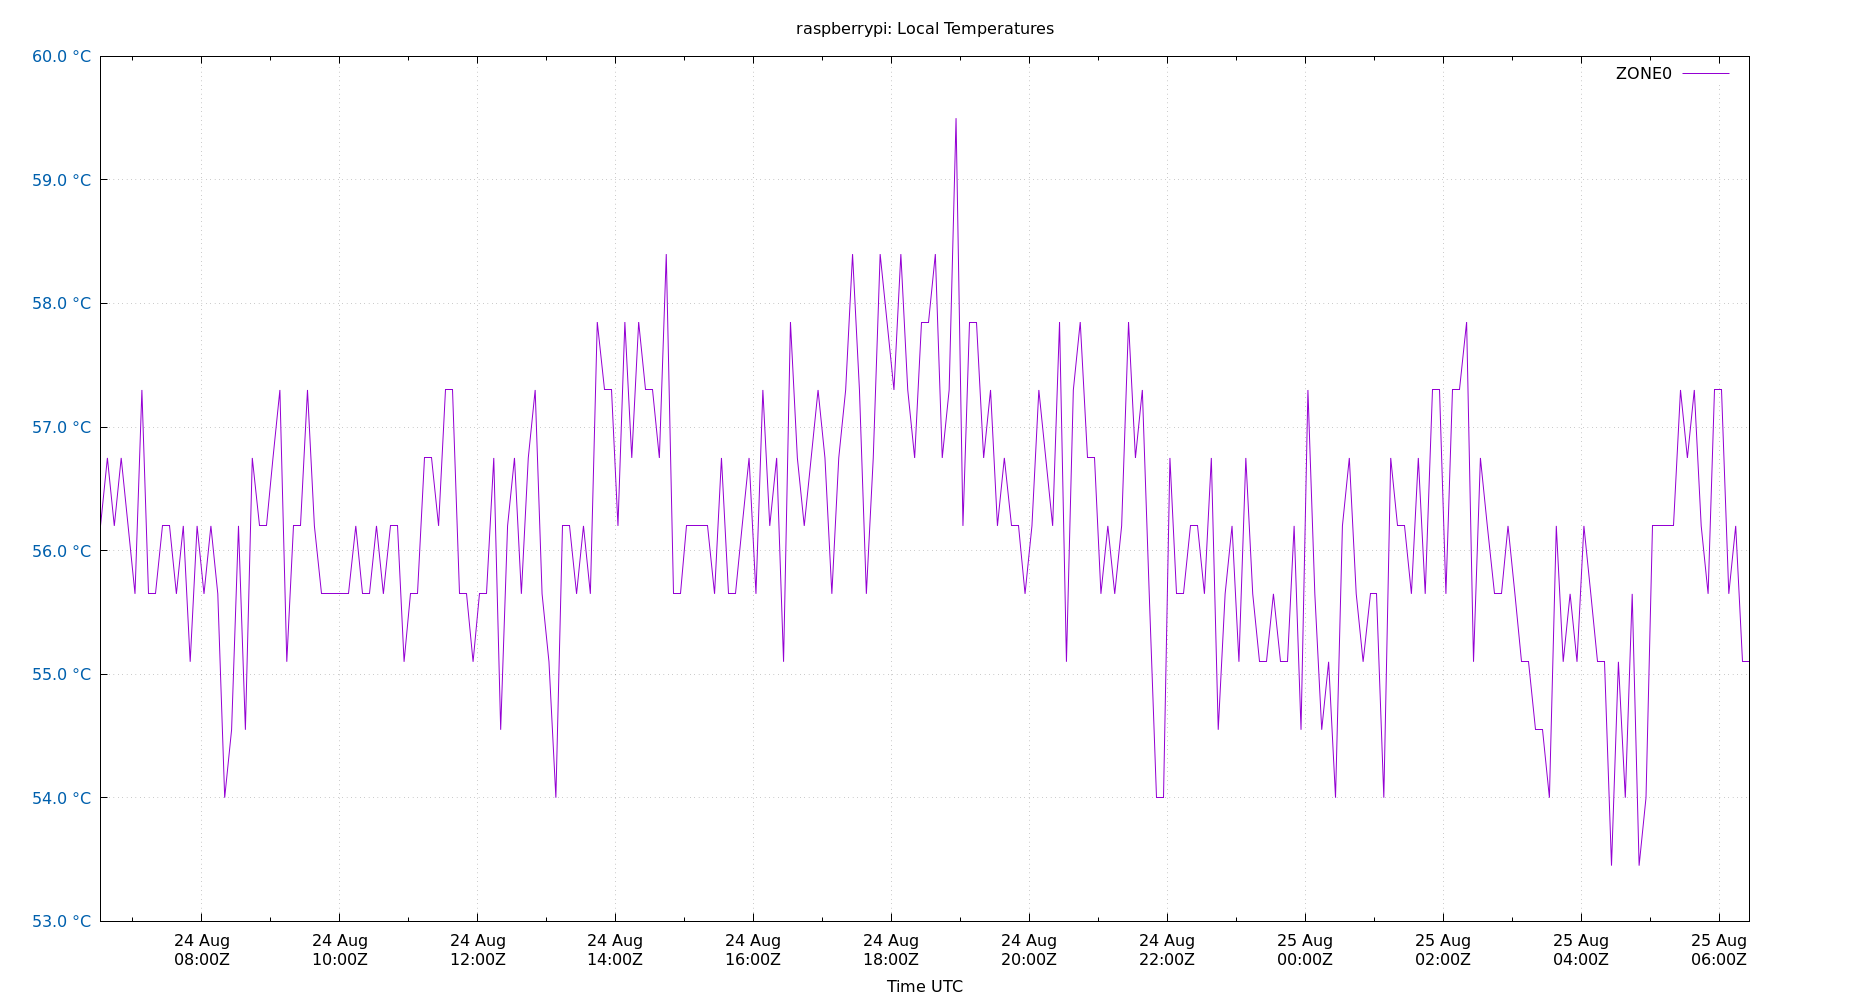 raspberrypi: Local Temperatures
60.0 °C
ZONE0
59.0 °C
58.0 °C
57.0 °C
56.0 °C
55.0 °C
54.0 °C
53.0 °C
24 Aug 24 Aug 24 Aug 24 Aug 24 Aug 24 Aug 24 Aug 24 Aug 25 Aug 25 Aug 25 Aug 25 Aug
08:00Z 10:00Z 12:00Z 14:00Z 16:00Z 18:00Z 20:00Z 22:00Z 00:00Z 02:00Z 04:00Z 06:00Z
Time UTC